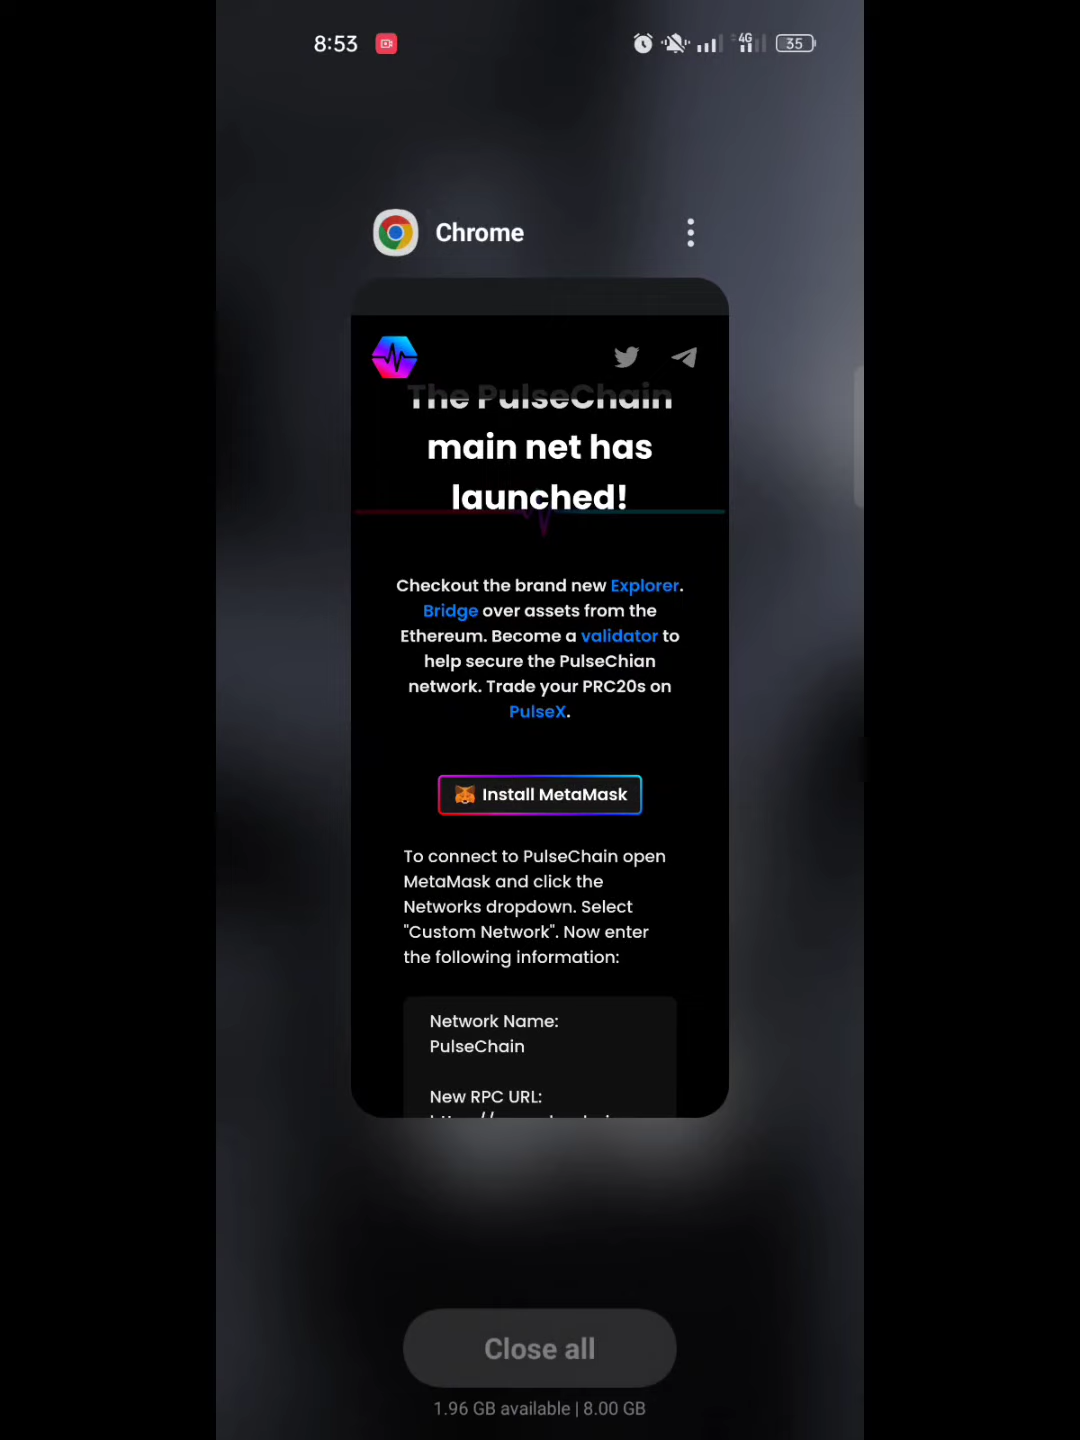 8:53
4G
35
Chrome
The PulseChain
main net has
launched!
Checkout the brand new Explorer.
Bridge over assets from the
Ethereum. Become a validator to
help secure the PulseChian
network. Trade your PRC20s on
PulseX.
Install MetaMask
To connect to PulseChain open
MetaMask and click the
Networks dropdown. Select
"Custom Network". Now enter
the following information:
Network Name:
PulseChain
New RPC URL:
Close all
1.96 GB available | 8.00 GB